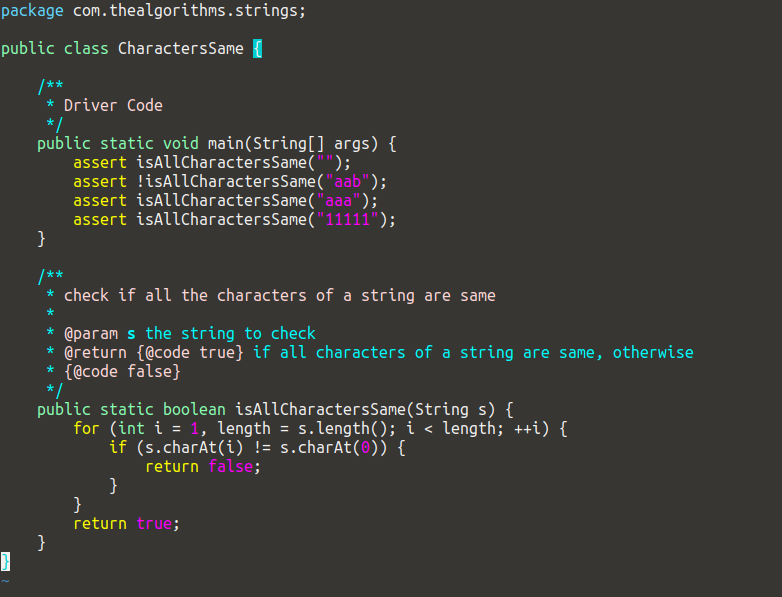 package com.thealgorithms.strings;

public class CharactersSame {

    /**
     * Driver Code
     */
    public static void main(String[] args) {
        assert isAllCharactersSame("");
        assert !isAllCharactersSame("aab");
        assert isAllCharactersSame("aaa");
        assert isAllCharactersSame("11111");
    }

    /**
     * check if all the characters of a string are same
     *
     * @param s the string to check
     * @return {@code true} if all characters of a string are same, otherwise
     * {@code false}
     */
    public static boolean isAllCharactersSame(String s) {
        for (int i = 1, length = s.length(); i < length; ++i) {
            if (s.charAt(i) != s.charAt(0)) {
                return false;
            }
        }
        return true;
    }
}
~